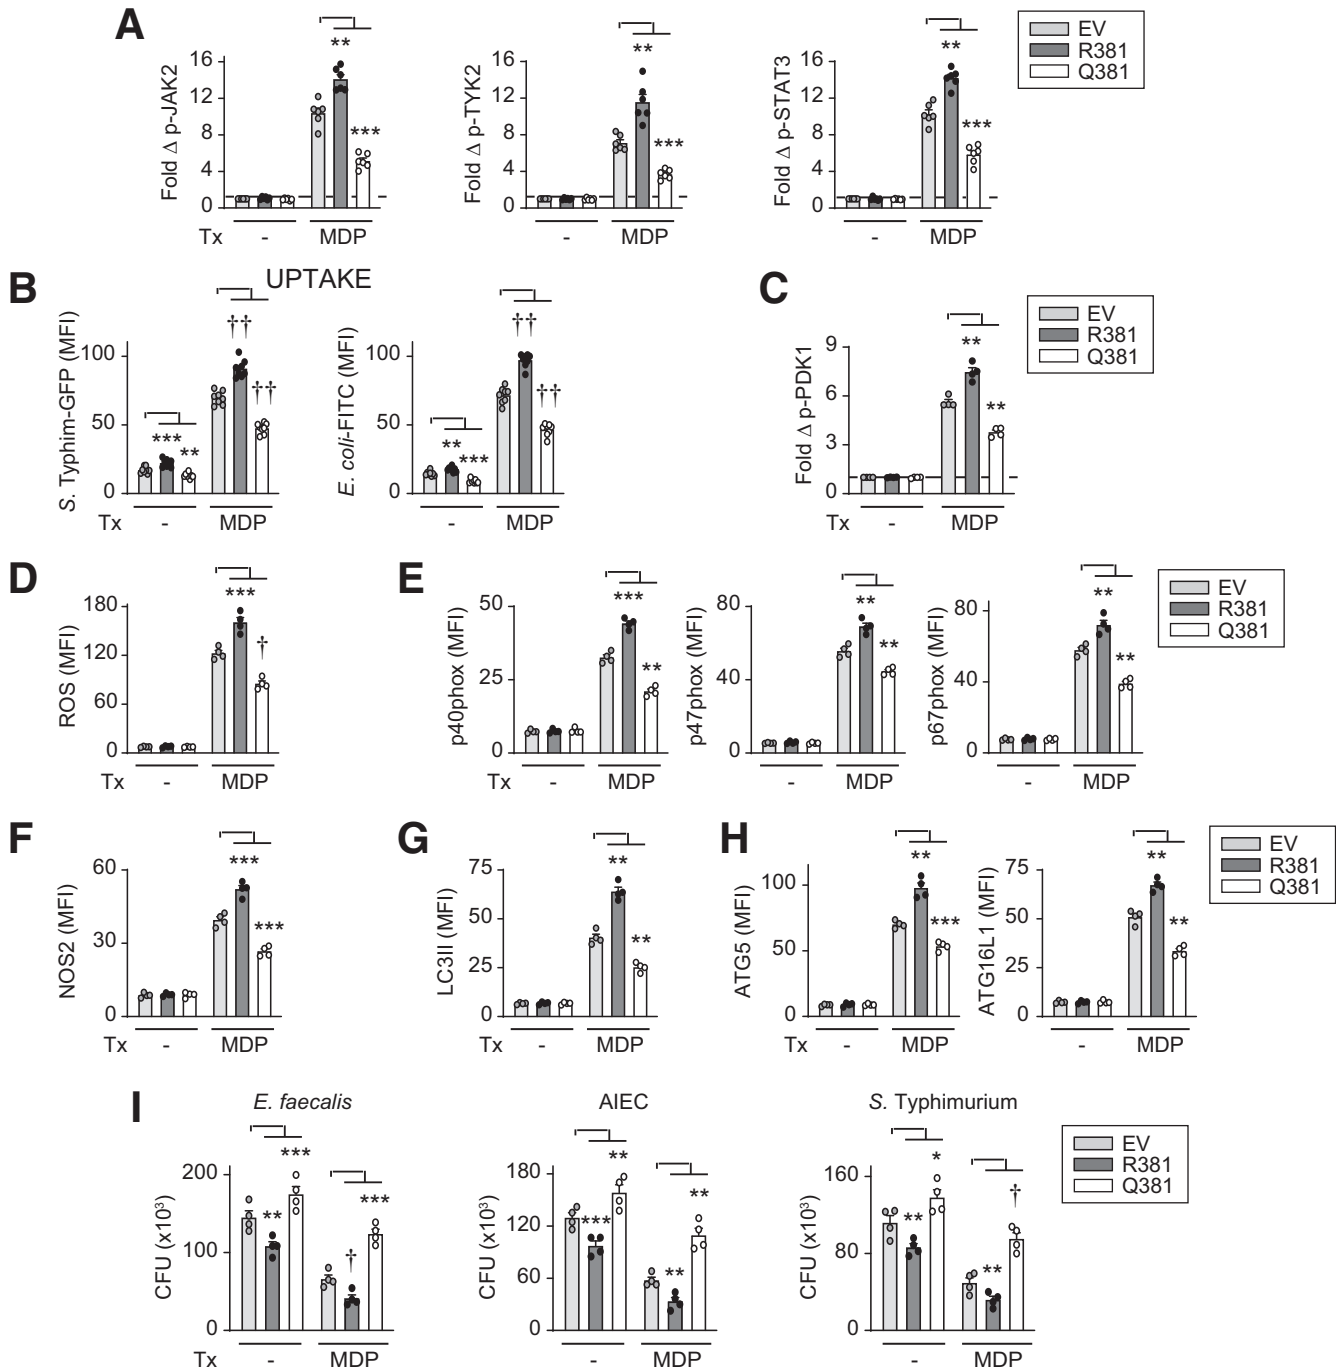 A
Fold Δ p-JAK2
16
12
8
4
0
**
***
Tx
-
MDP
Fold Δ p-TYK2
16
12
8
4
0
**
***
-
MDP
Fold Δ p-STAT3
16
12
8
4
0
**
***
-
MDP
EV
R381
Q381
B
UPTAKE
S. Typhim-GFP (MFI)
100
50
0
***
**
††
††
Tx
-
MDP
E. coli-FITC (MFI)
100
50
0
**
***
††
††
-
MDP
C
Fold Δ p-PDK1
9
6
3
0
**
**
Tx
-
MDP
EV
R381
Q381
D
ROS (MFI)
180
120
60
0
***
†
Tx
-
MDP
E
p40phox (MFI)
50
25
0
***
**
Tx
-
MDP
p47phox (MFI)
80
40
0
**
**
-
MDP
p67phox (MFI)
80
40
0
**
**
-
MDP
EV
R381
Q381
F
NOS2 (MFI)
60
30
0
***
***
Tx
-
MDP
G
LC3II (MFI)
75
50
25
0
**
**
Tx
-
MDP
H
ATG5 (MFI)
100
50
0
**
***
Tx
-
MDP
ATG16L1 (MFI)
75
50
25
0
**
**
-
MDP
EV
R381
Q381
I
E. faecalis
CFU (x10³)
200
100
0
**
***
†
***
Tx
-
MDP
AIEC
CFU (x10³)
180
120
60
0
***
**
**
**
-
MDP
S. Typhimurium
CFU (x10³)
160
80
0
**
*
**
†
-
MDP
EV
R381
Q381